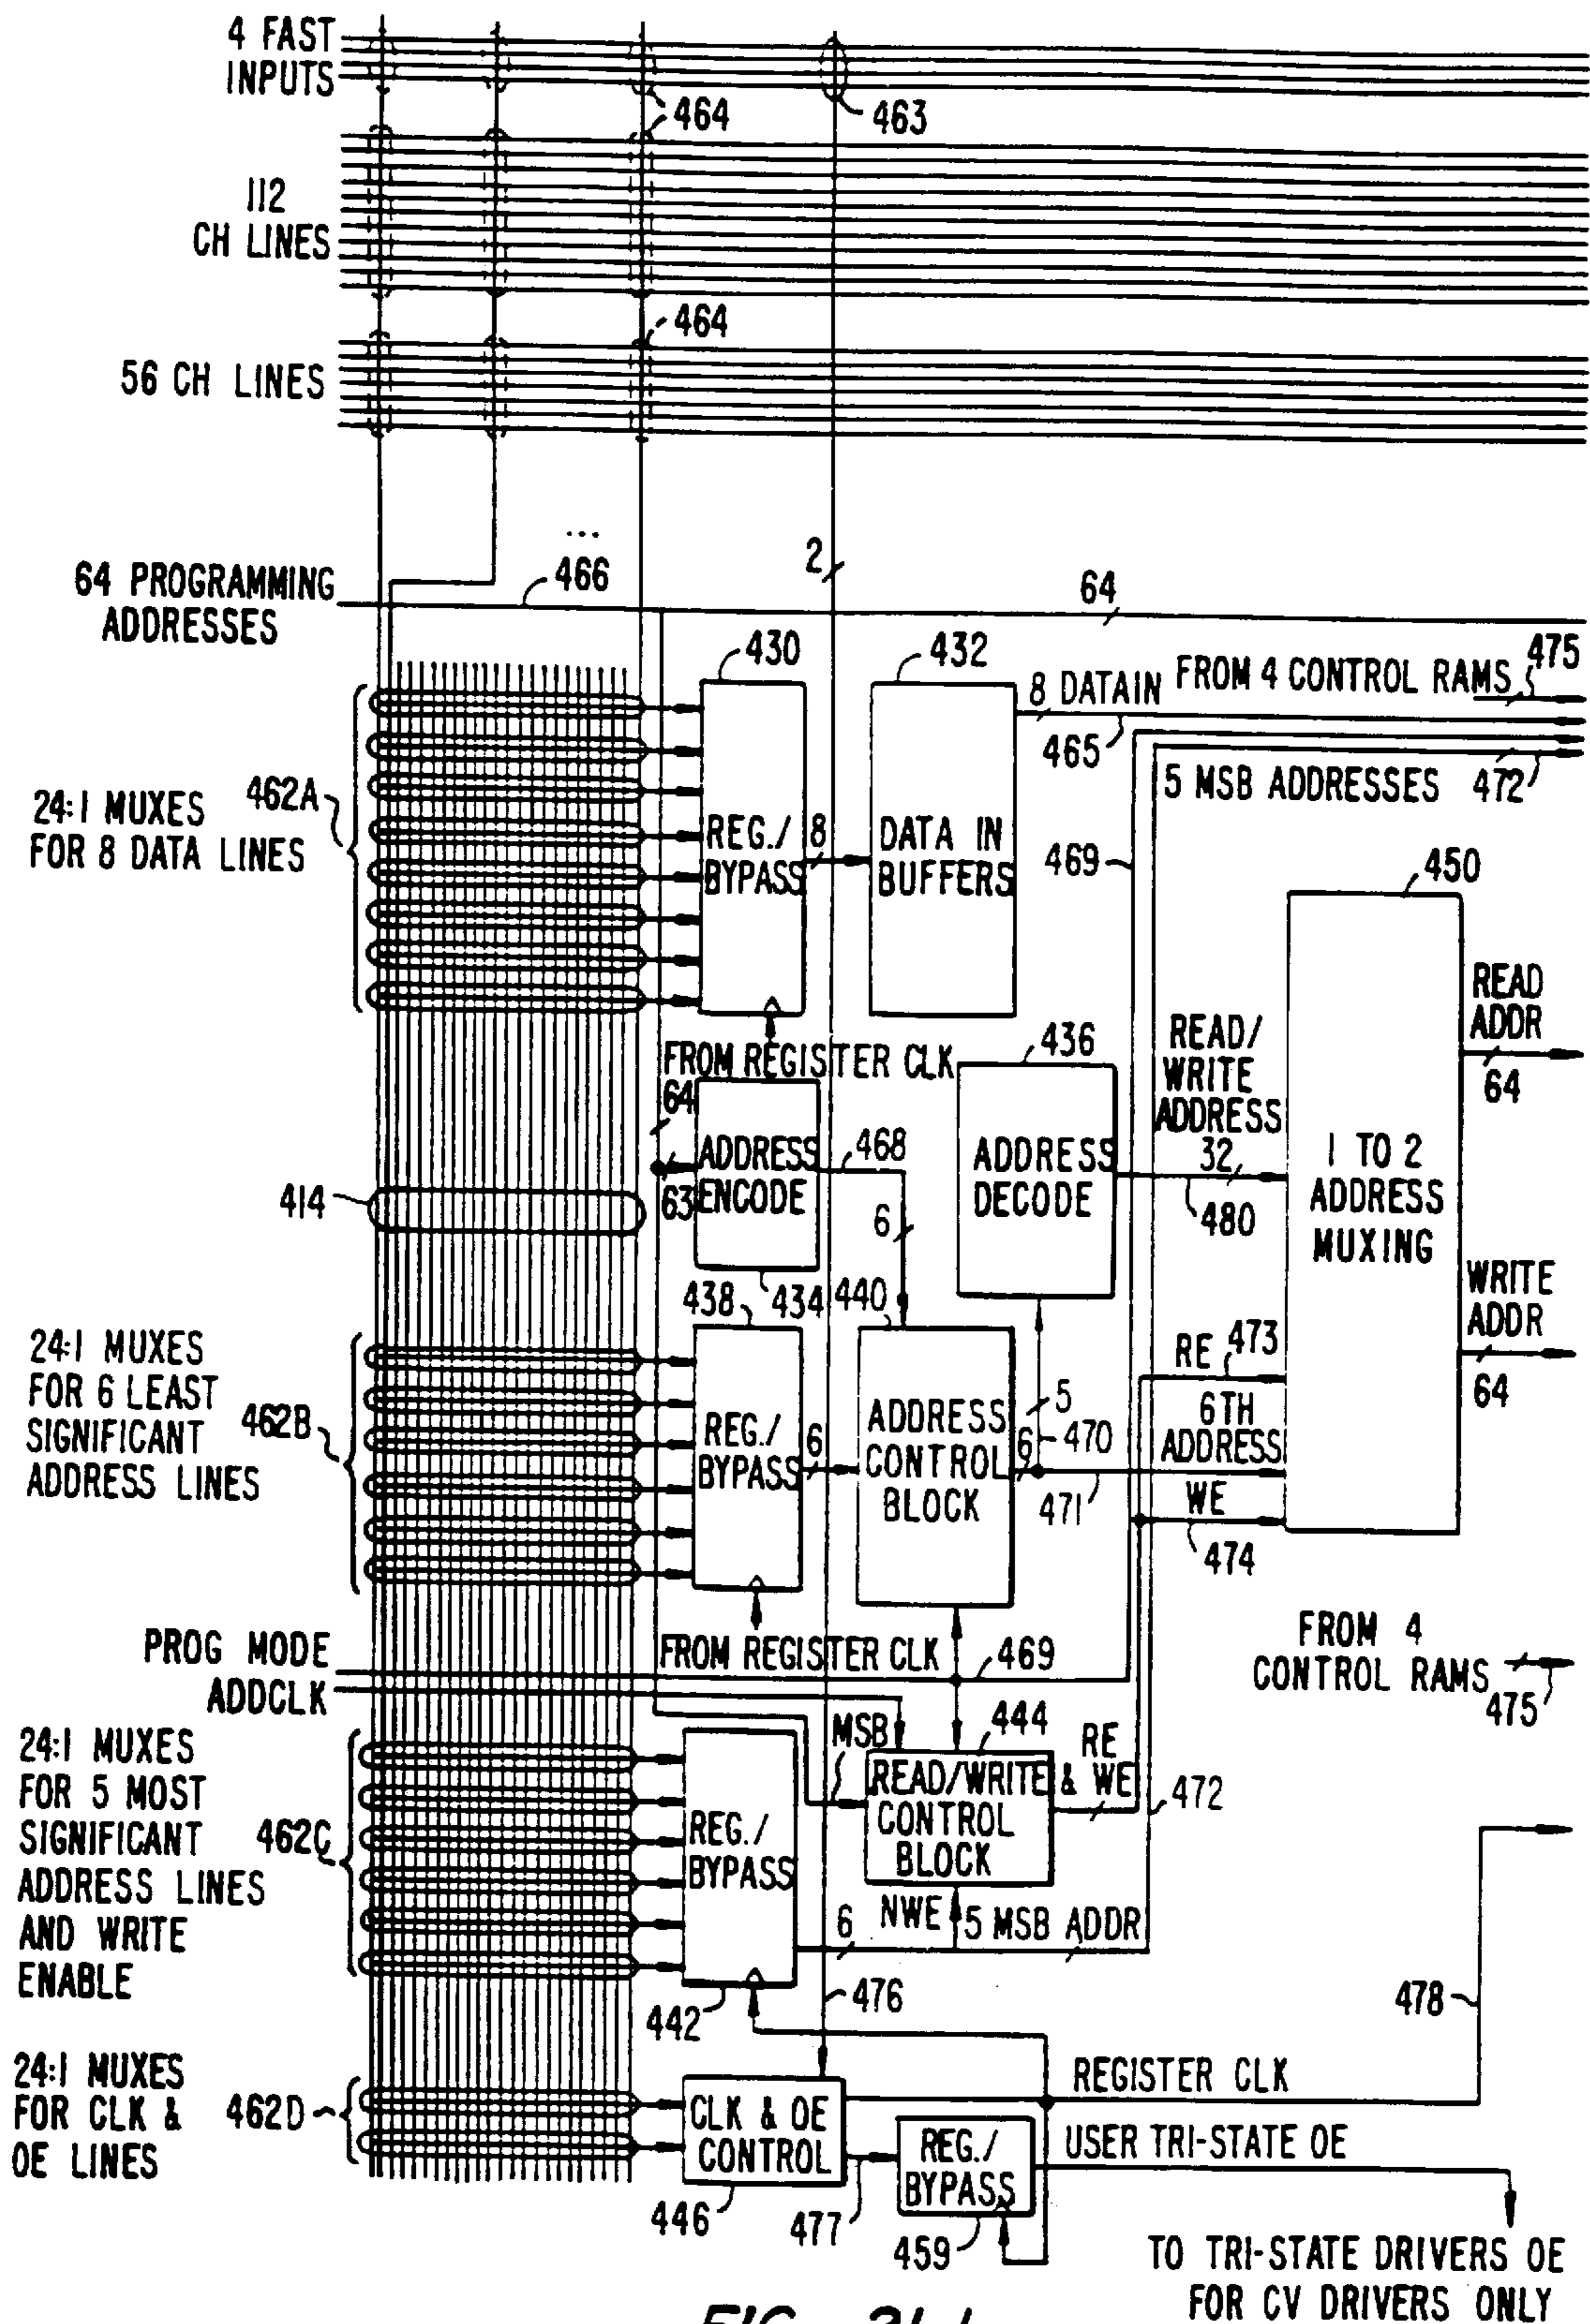 4 FAST
INPUTS
464
463
112
CH LINES
464
56 CH LINES
...
2
64 PROGRAMMING
ADDRESSES
466
64
430
432
475
8 DATAIN
FROM 4 CONTROL RAMS
465
5 MSB ADDRESSES
472
24:1 MUXES
FOR 8 DATA LINES
462A
REG./
BYPASS
8
DATA IN
BUFFERS
469
450
READ
ADDR
64
FROM REGISTER CLK
436
READ/
WRITE
ADDRESS
32
480
64
63
ADDRESS
ENCODE
468
ADDRESS
DECODE
1 TO 2
ADDRESS
MUXING
414
6
438
434
440
WRITE
ADDR
64
24:1 MUXES
FOR 6 LEAST
SIGNIFICANT
ADDRESS LINES
462B
REG./
BYPASS
6
ADDRESS
CONTROL
BLOCK
5
470
6
471
RE
473
6TH
ADDRESS
WE
474
PROG MODE
ADDCLK
FROM REGISTER CLK
469
FROM 4
CONTROL RAMS
475
24:1 MUXES
FOR 5 MOST
SIGNIFICANT
ADDRESS LINES
AND WRITE
ENABLE
462C
REG./
BYPASS
MSB
444
READ/WRITE
CONTROL
BLOCK
RE
& WE
472
6
NWE
5 MSB ADDR
442
476
478
24:1 MUXES
FOR CLK &
OE LINES
462D
CLK & OE
CONTROL
REGISTER CLK
REG./
BYPASS
USER TRI-STATE OE
446
477
459
TO TRI-STATE DRIVERS OE
FOR CV DRIVERS ONLY